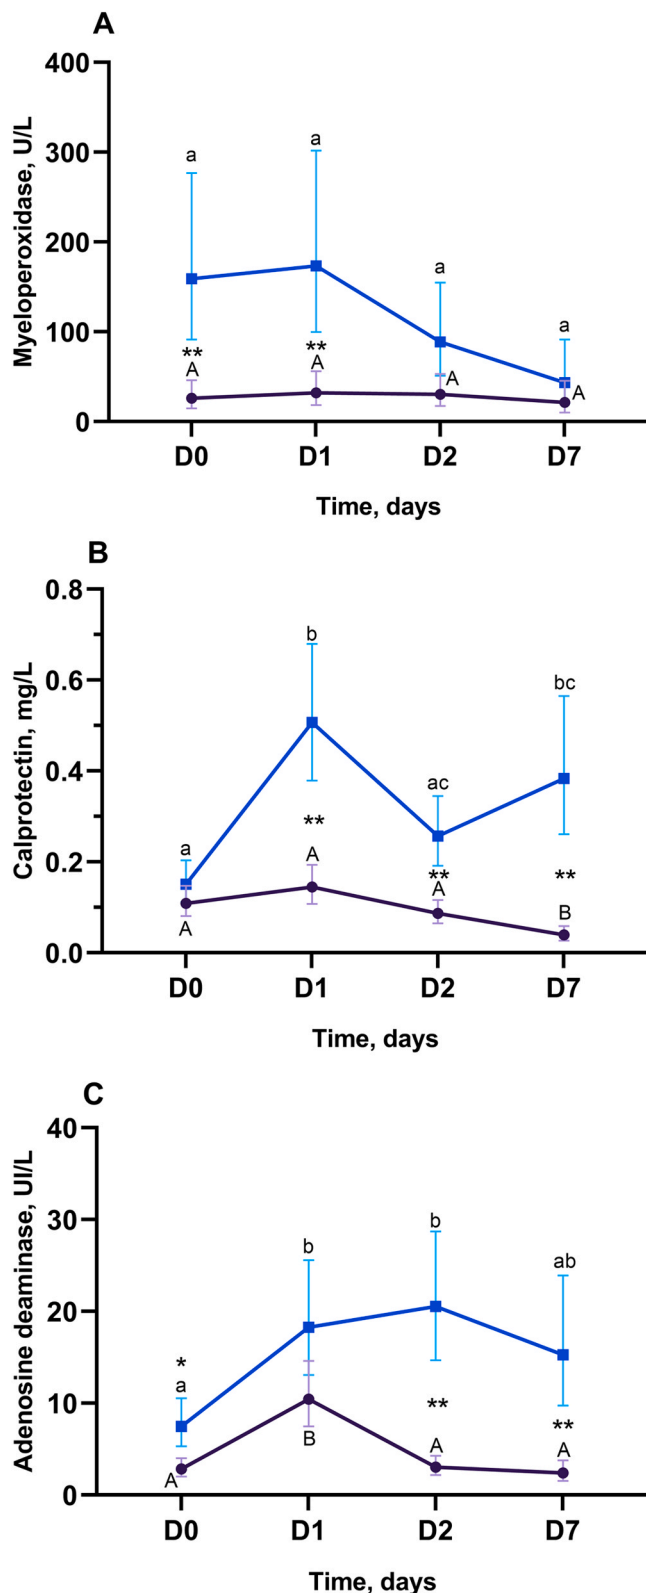 A
Myeloperoxidase, U/L
400
300
200
100
0
a
a
a
a
**
**
A
A
A
A
D0 D1 D2 D7
Time, days
B
Calprotectin, mg/L
0.8
0.6
0.4
0.2
0.0
a
b
ac
bc
**
**
**
A
A
A
B
D0 D1 D2 D7
Time, days
C
Adenosine deaminase, UI/L
40
30
20
10
0
*
a
b
b
ab
**
**
A
B
A
A
D0 D1 D2 D7
Time, days